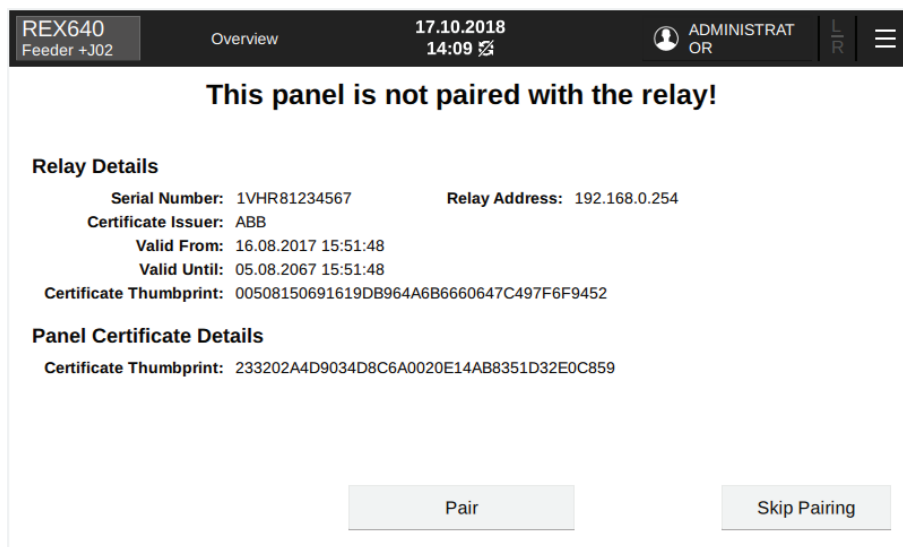 REX640
Feeder +J02
Overview
17.10.2018
14:09
ADMINISTRAT
OR
L
R
This panel is not paired with the relay!
Relay Details
Serial Number: 1VHR81234567 Relay Address: 192.168.0.254
Certificate Issuer: ABB
Valid From: 16.08.2017 15:51:48
Valid Until: 05.08.2067 15:51:48
Certificate Thumbprint: 00508150691619DB964A6B6660647C497F6F9452
Panel Certificate Details
Certificate Thumbprint: 233202A4D9034D8C6A0020E14AB8351D32E0C859
Pair Skip Pairing